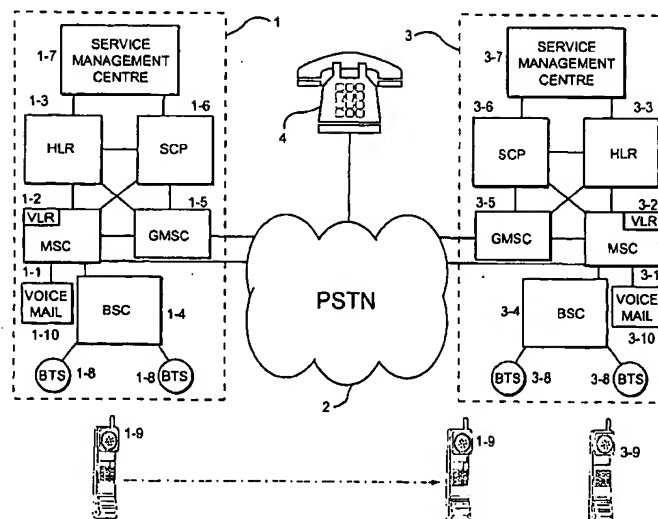 1
3
1-7
SERVICE
MANAGEMENT
CENTRE
3-7
SERVICE
MANAGEMENT
CENTRE
1-3
1-6
3-6
3-3
4
HLR
SCP
SCP
HLR
1-2
1-5
3-5
3-2
VLR
MSC
GMSC
GMSC
VLR
MSC
1-1
3-1
VOICE
MAIL
BSC
1-4
PSTN
3-4
BSC
VOICE
MAIL
1-10
3-10
BTS
1-8
1-8
BTS
2
BTS
3-8
3-8
BTS
1-9
1-9
3-9